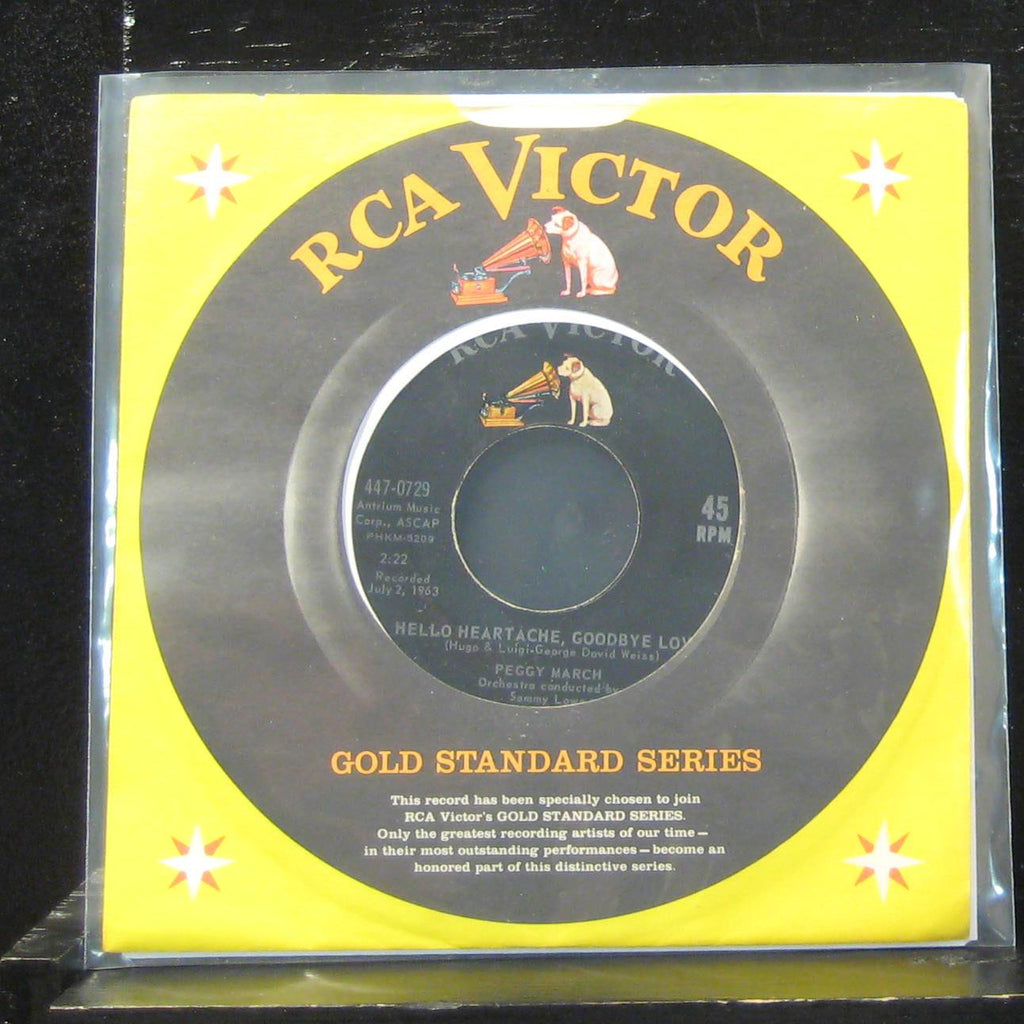 RCA VICTOR
RCA VICTOR
447-0729
Antrium Music
Corp., ASCAP
PHKM-5209
2:22
Recorded
July 2, 1963
45
RPM
HELLO HEARTACHE, GOODBYE LOV
(Hugo & Luigi-George David Weiss)
PEGGY MARCH
Orchestra conducted by
Sammy Lowe
GOLD STANDARD SERIES
This record has been specially chosen to join
RCA Victor's GOLD STANDARD SERIES.
Only the greatest recording artists of our time—
in their most outstanding performances—become an
honored part of this distinctive series.